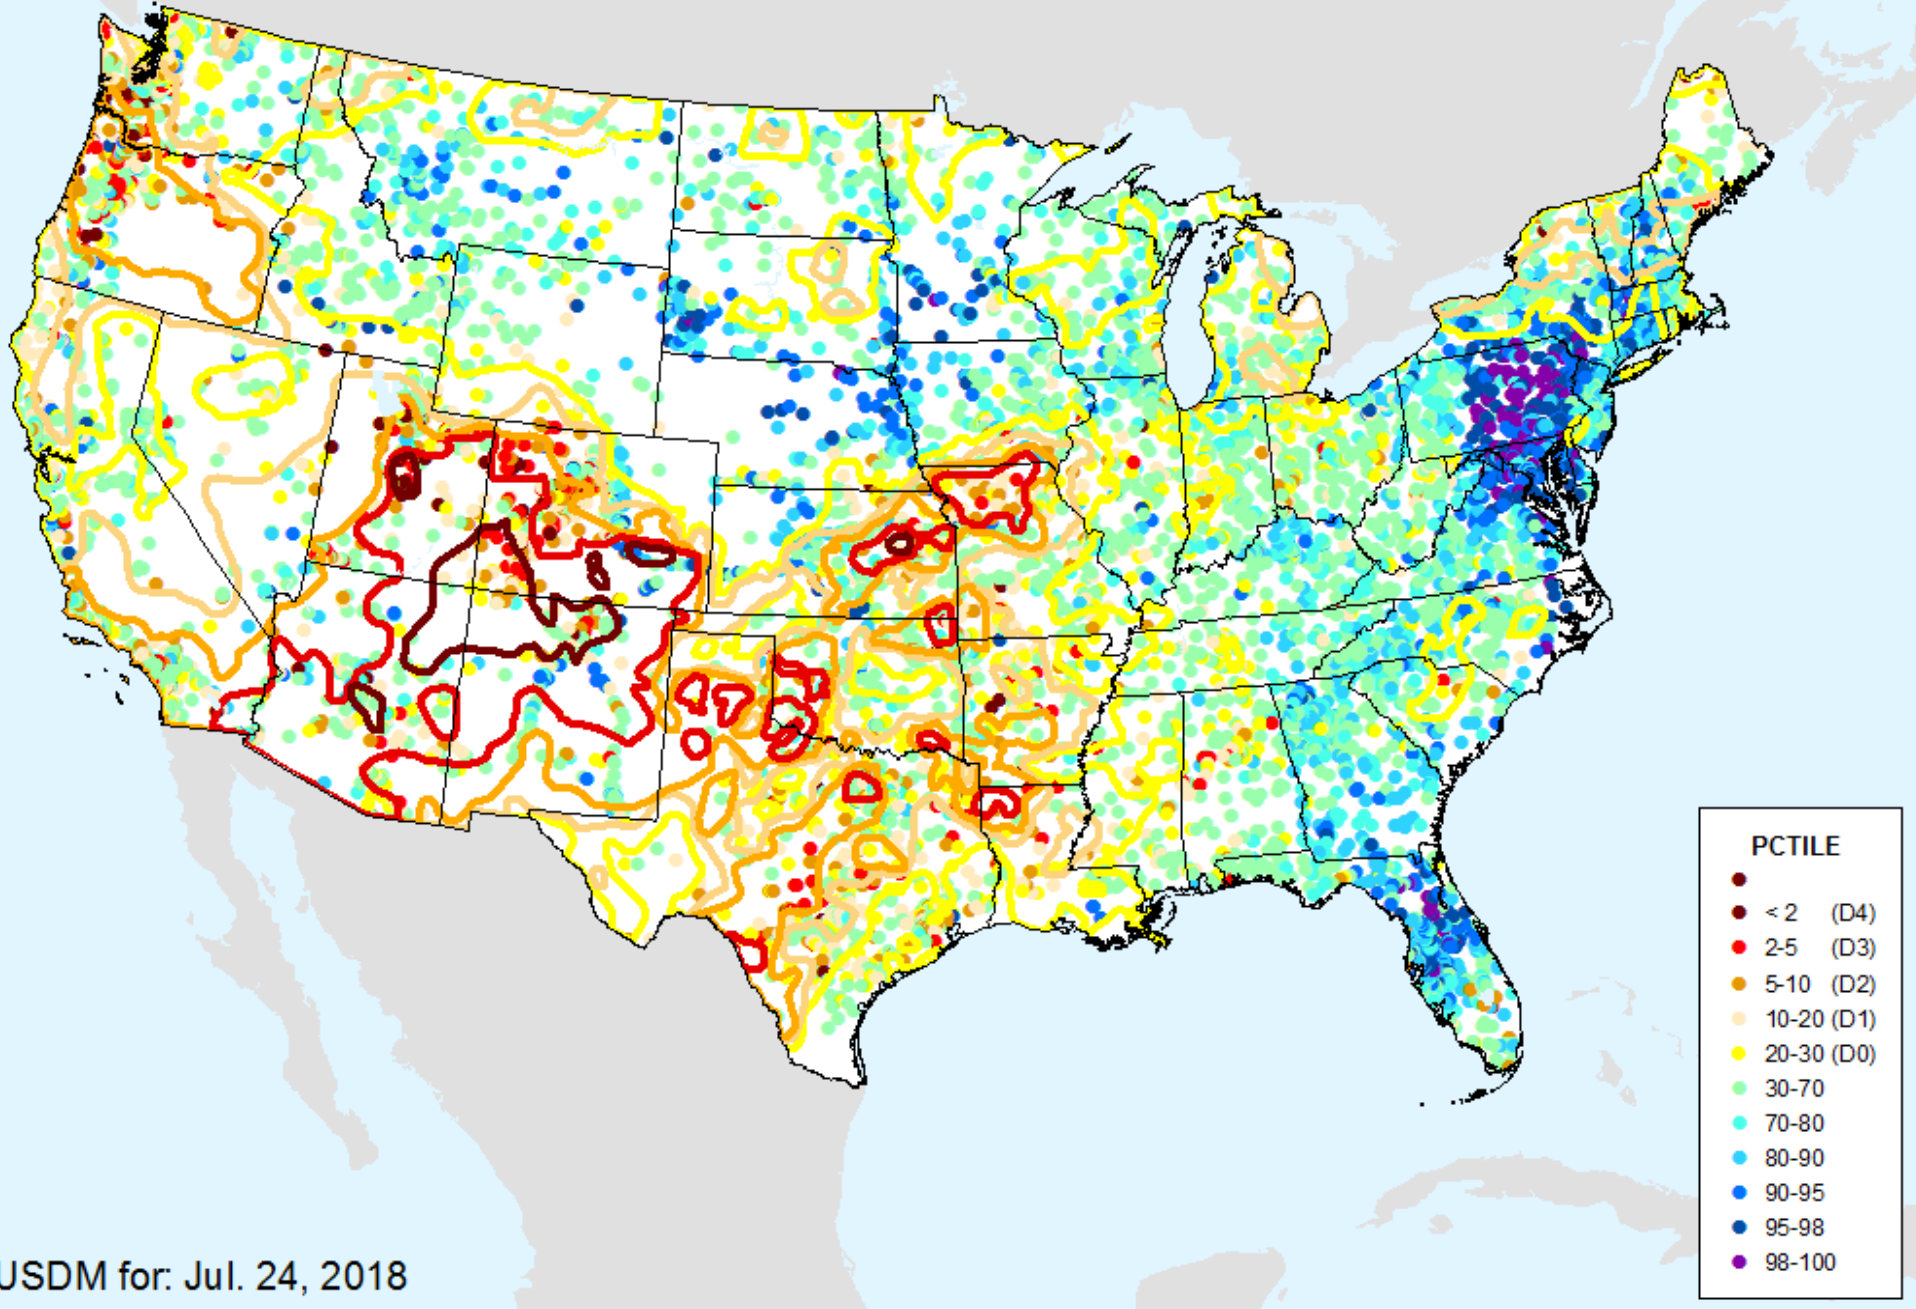 PCTILE
< 2 (D4)
2-5 (D3)
5-10 (D2)
10-20 (D1)
20-30 (D0)
30-70
70-80
80-90
90-95
95-98
98-100
USDM for: Jul. 24, 2018